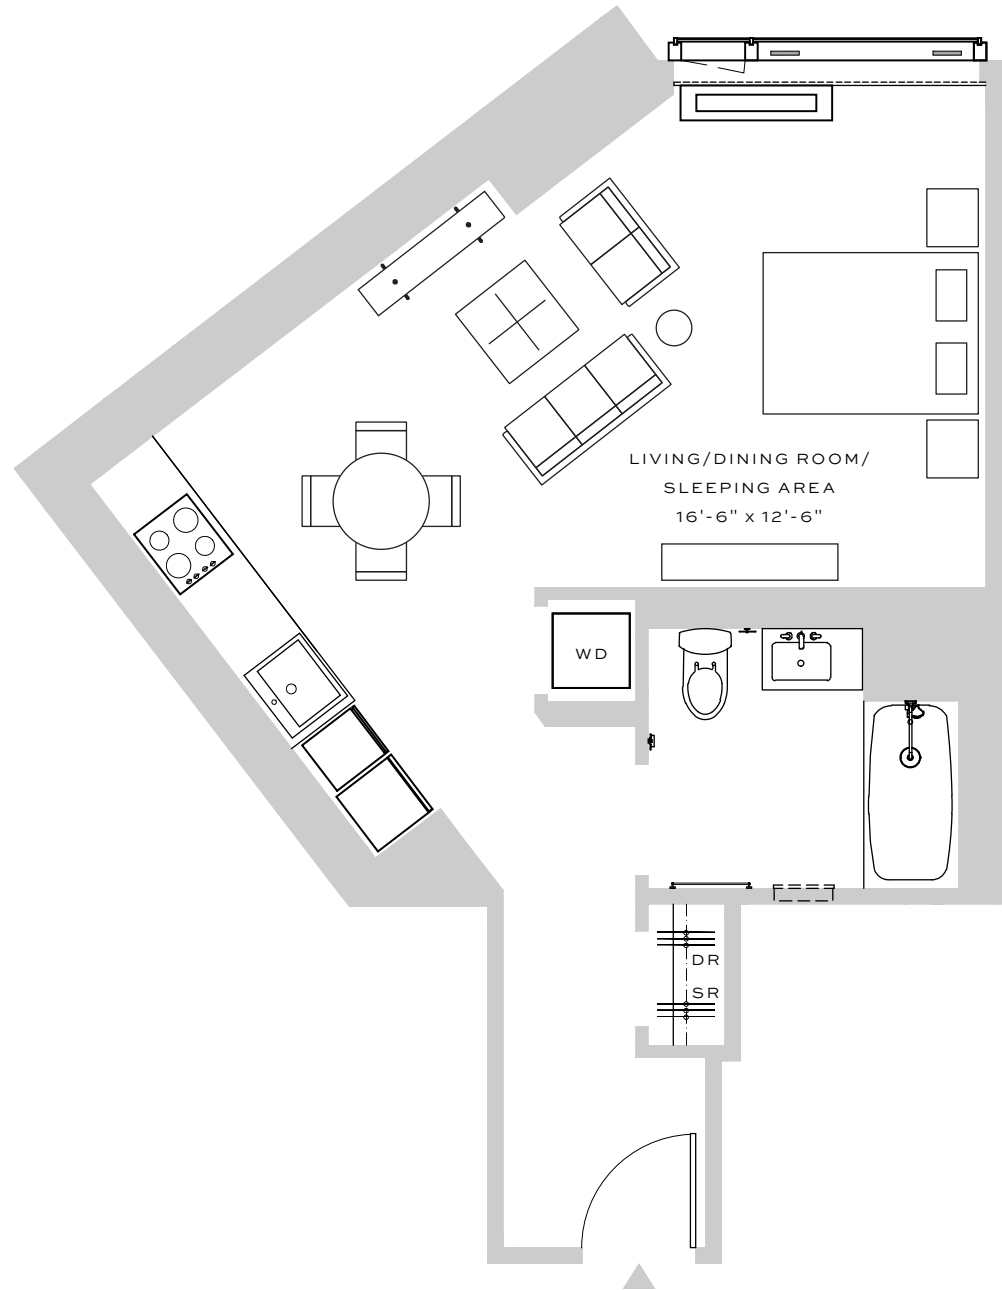 LIVING/DINING ROOM/
SLEEPING AREA
16'-6" x 12'-6"
WD
DR
SR